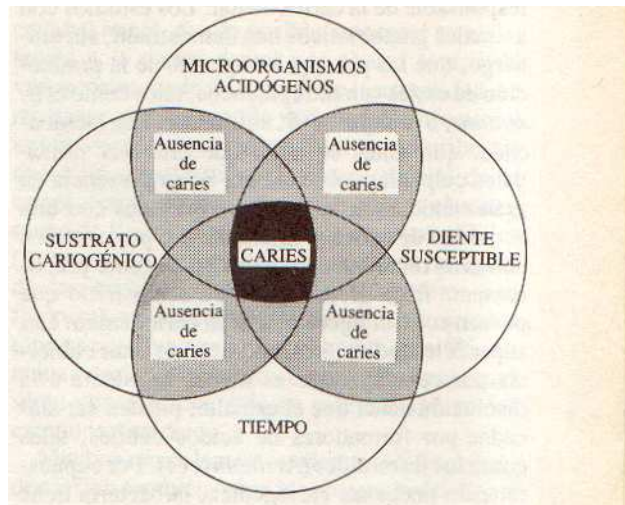 MICROORGANISMOS
ACIDÓGENOS
Ausencia
de
caries
Ausencia
de
caries
SUSTRATO
CARIOGÉNICO
CARIES
DIENTE
SUSCEPTIBLE
Ausencia
de
caries
Ausencia
de
caries
TIEMPO